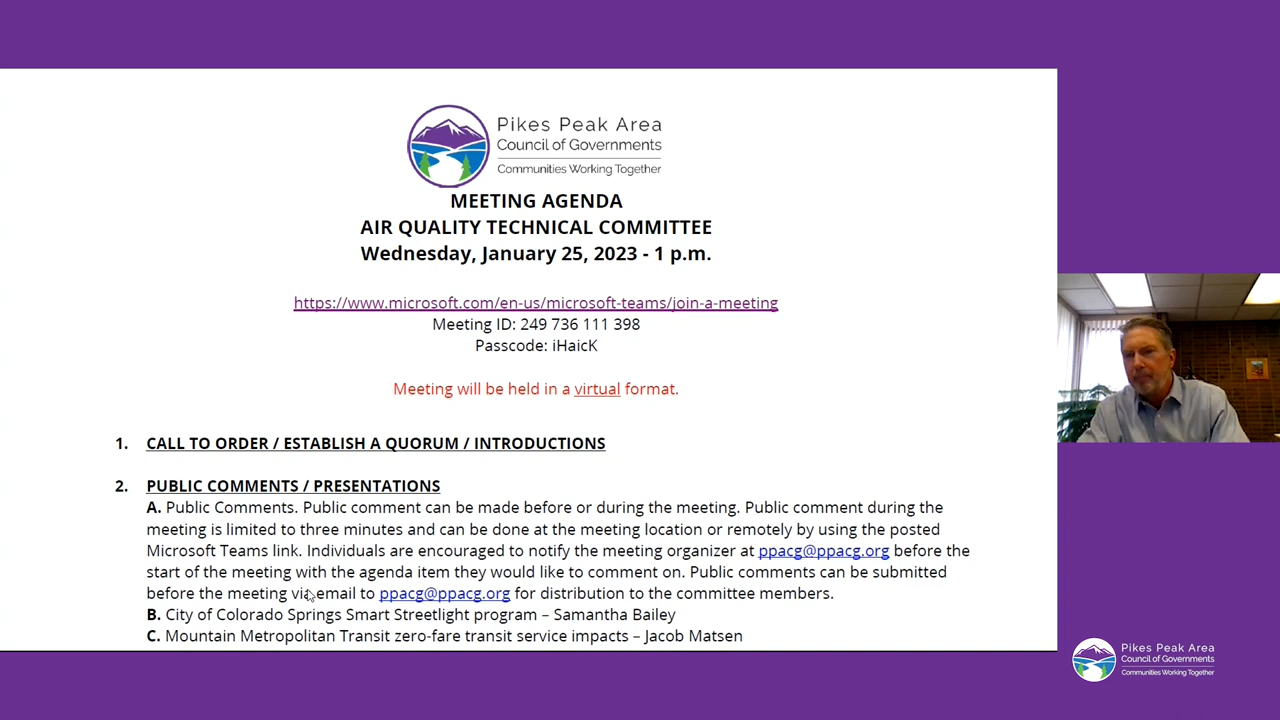 Pikes Peak Area
Council of Governments
Communities Working Together
MEETING AGENDA
AIR QUALITY TECHNICAL COMMITTEE
Wednesday, January 25, 2023 - 1 p.m.
https://www.microsoft.com/en-us/microsoft-teams/join-a-meeting
Meeting ID: 249 736 111 398
Passcode: iHaicK
Meeting will be held in a virtual format.
1. CALL TO ORDER / ESTABLISH A QUORUM / INTRODUCTIONS
2. PUBLIC COMMENTS / PRESENTATIONS
A. Public Comments. Public comment can be made before or during the meeting. Public comment during the
meeting is limited to three minutes and can be done at the meeting location or remotely by using the posted
Microsoft Teams link. Individuals are encouraged to notify the meeting organizer at ppacg@ppacg.org before the
start of the meeting with the agenda item they would like to comment on. Public comments can be submitted
before the meeting via email to ppacg@ppacg.org for distribution to the committee members.
B. City of Colorado Springs Smart Streetlight program – Samantha Bailey
C. Mountain Metropolitan Transit zero-fare transit service impacts – Jacob Matsen
Pikes Peak Area
Council of Governments
Communities Working Together